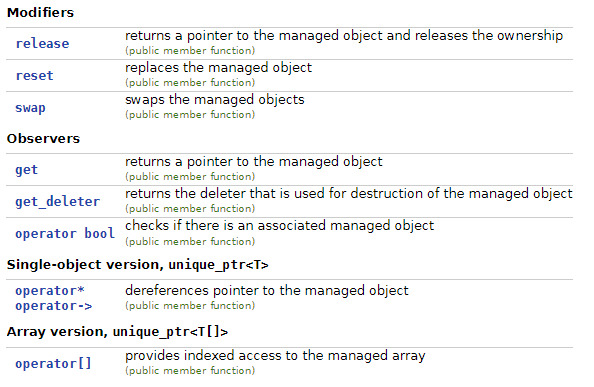 Modifiers
release returns a pointer to the managed object and releases the ownership
(public member function)
reset replaces the managed object
(public member function)
swap swaps the managed objects
(public member function)
Observers
get returns a pointer to the managed object
(public member function)
get_deleter returns the deleter that is used for destruction of the managed object
(public member function)
operator bool checks if there is an associated managed object
(public member function)
Single-object version, unique_ptr<T>
operator* dereferences pointer to the managed object
operator-> (public member function)
Array version, unique_ptr<T[]>
operator[] provides indexed access to the managed array
(public member function)